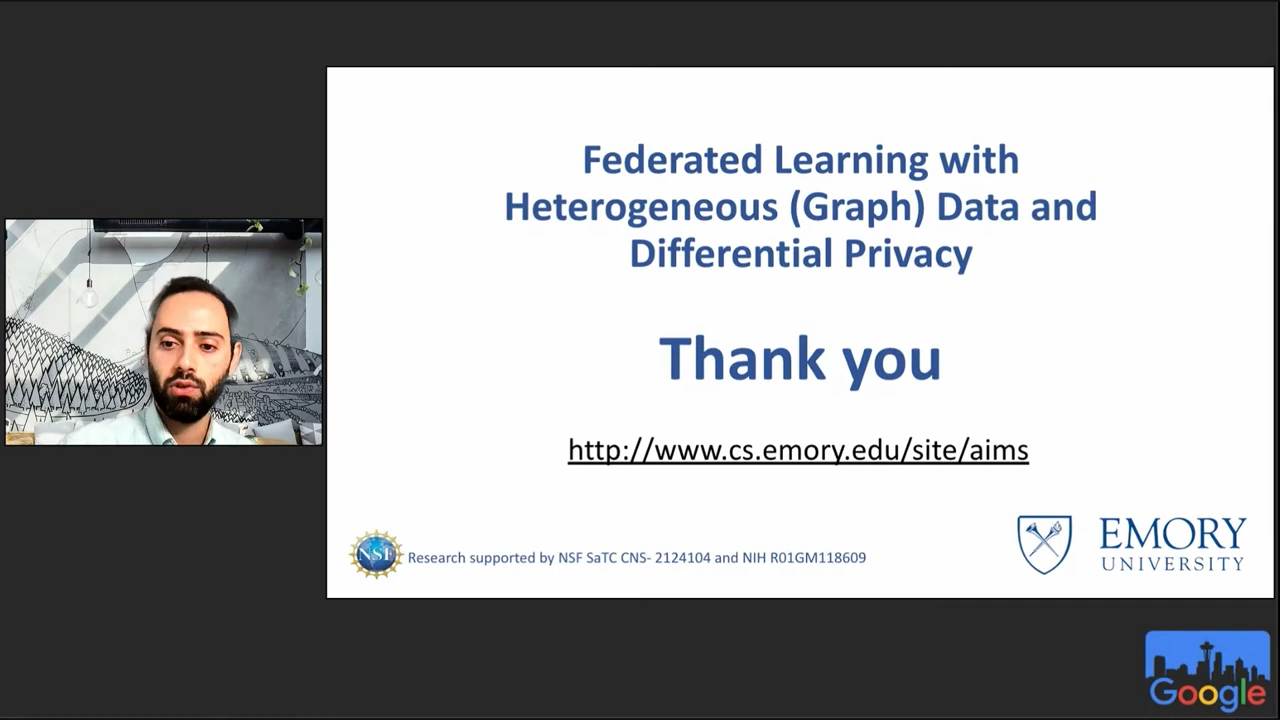 Federated Learning with
Heterogeneous (Graph) Data and
Differential Privacy
Thank you
http://www.cs.emory.edu/site/aims
NSF
Research supported by NSF SaTC CNS- 2124104 and NIH R01GM118609
EMORY
UNIVERSITY
Google